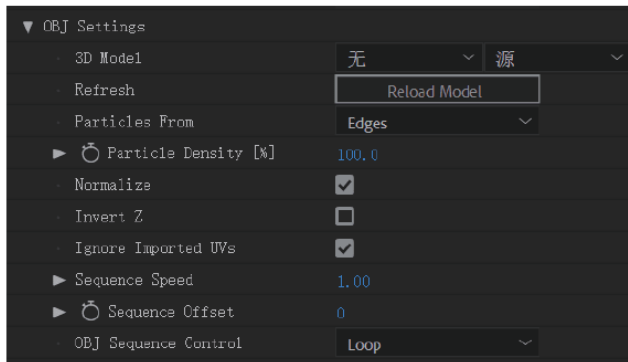 OBJ Settings
3D Model 无 源
Refresh Reload Model
Particles From Edges
Particle Density [%] 100.0
Normalize
Invert Z
Ignore Imported UVs
Sequence Speed 1.00
Sequence Offset 0
OBJ Sequence Control Loop